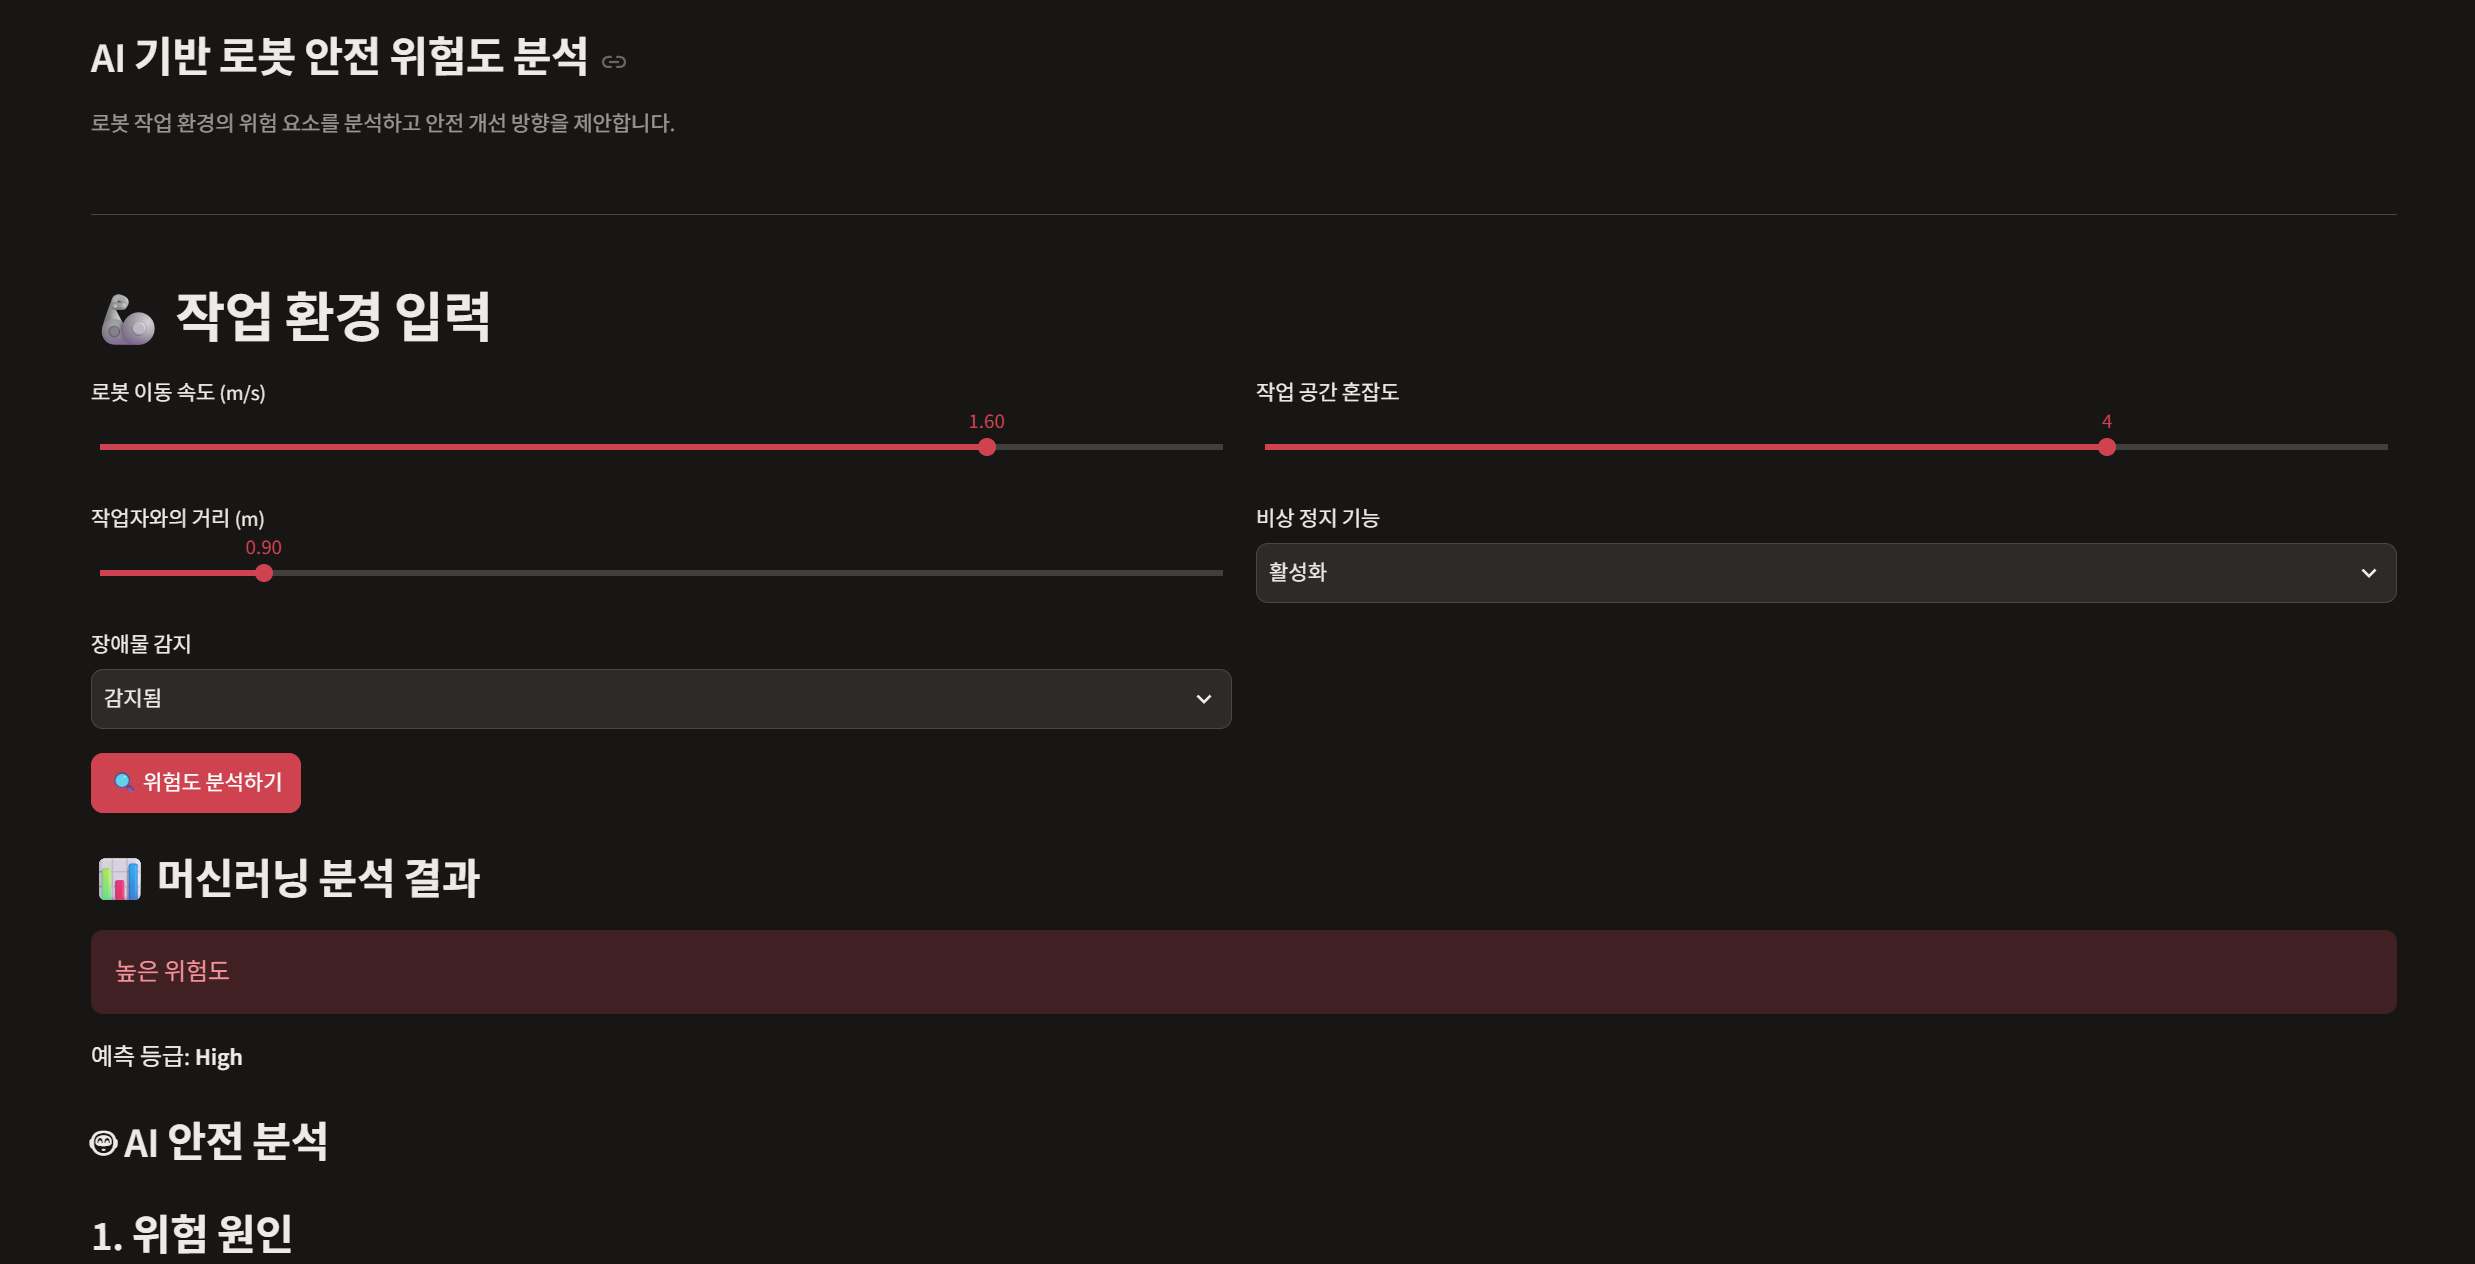 AI 기반 로봇 안전 위험도 분석
로봇 작업 환경의 위험 요소를 분석하고 안전 개선 방향을 제안합니다.
작업 환경 입력
로봇 이동 속도 (m/s)
1.60
작업 공간 혼잡도
4
작업자와의 거리 (m)
0.90
비상 정지 기능
활성화
장애물 감지
감지됨
위험도 분석하기
머신러닝 분석 결과
높은 위험도
예측 등급: High
AI 안전 분석
1. 위험 원인